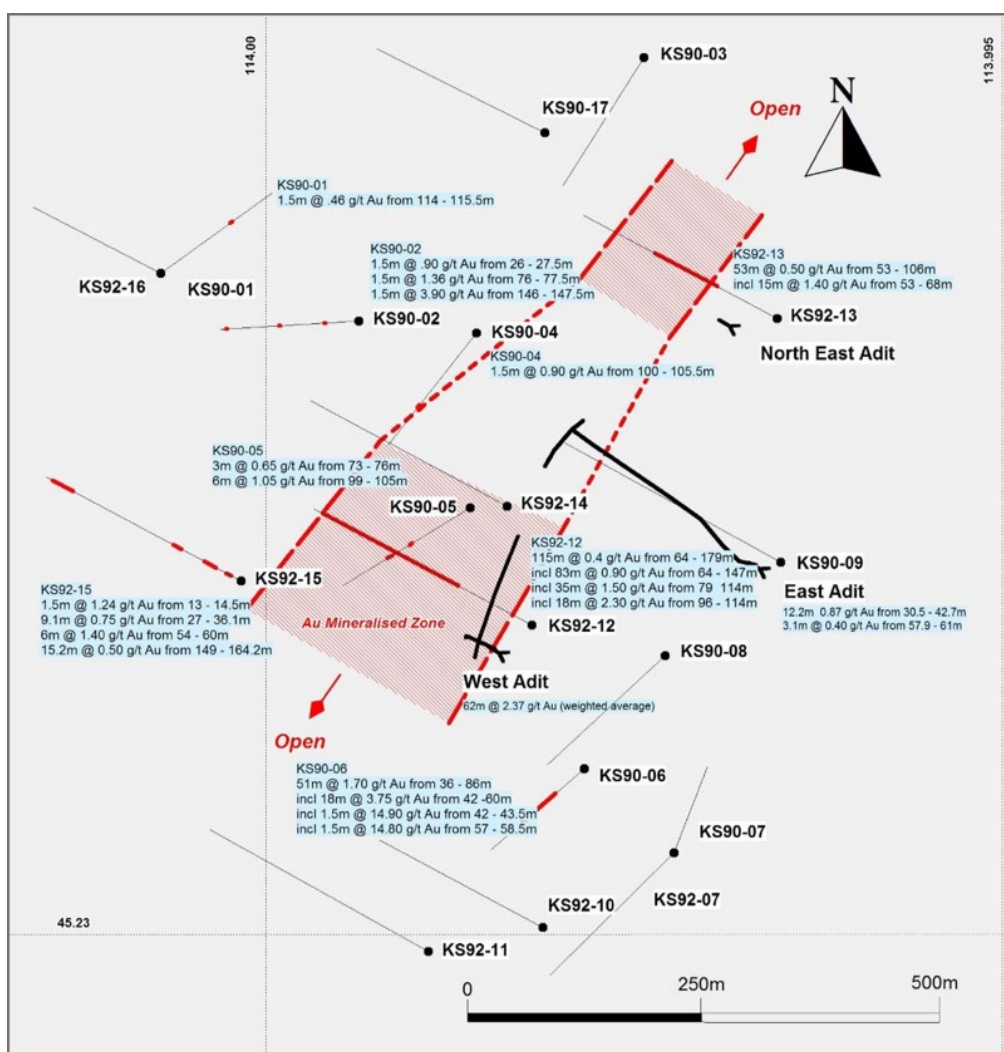 114.00
113.995
KS90-03
KS90-17
N
Open
KS90-01
1.5m @ .46 g/t Au from 114 - 115.5m
KS92-16
KS90-01
KS90-02
1.5m @ .90 g/t Au from 26 - 27.5m
1.5m @ 1.36 g/t Au from 76 - 77.5m
1.5m @ 3.90 g/t Au from 146 - 147.5m
KS92-13
53m @ 0.50 g/t Au from 53 - 106m
incl 15m @ 1.40 g/t Au from 53 - 68m
KS90-02
KS90-04
KS92-13
North East Adit
KS90-04
1.5m @ 0.90 g/t Au from 100 - 105.5m
KS90-05
3m @ 0.65 g/t Au from 73 - 76m
6m @ 1.05 g/t Au from 99 - 105m
KS90-05
KS92-14
KS92-12
115m @ 0.4 g/t Au from 64 - 179m
incl 83m @ 0.90 g/t Au from 64 - 147m
incl 35m @ 1.50 g/t Au from 79 114m
incl 18m @ 2.30 g/t Au from 96 - 114m
KS90-09
East Adit
12.2m 0.87 g/t Au from 30.5 - 42.7m
3.1m @ 0.40 g/t Au from 57.9 - 61m
KS92-15
KS92-15
1.5m @ 1.24 g/t Au from 13 - 14.5m
9.1m @ 0.75 g/t Au from 27 - 36.1m
6m @ 1.40 g/t Au from 54 - 60m
15.2m @ 0.50 g/t Au from 149 - 164.2m
Au Mineralised Zone
KS92-12
KS90-08
West Adit
62m @ 2.37 g/t Au (weighted average)
Open
KS90-06
51m @ 1.70 g/t Au from 36 - 86m
incl 18m @ 3.75 g/t Au from 42 -60m
incl 1.5m @ 14.90 g/t Au from 42 - 43.5m
incl 1.5m @ 14.80 g/t Au from 57 - 58.5m
KS90-06
KS90-07
KS92-07
KS92-10
45.23
KS92-11
0
250m
500m